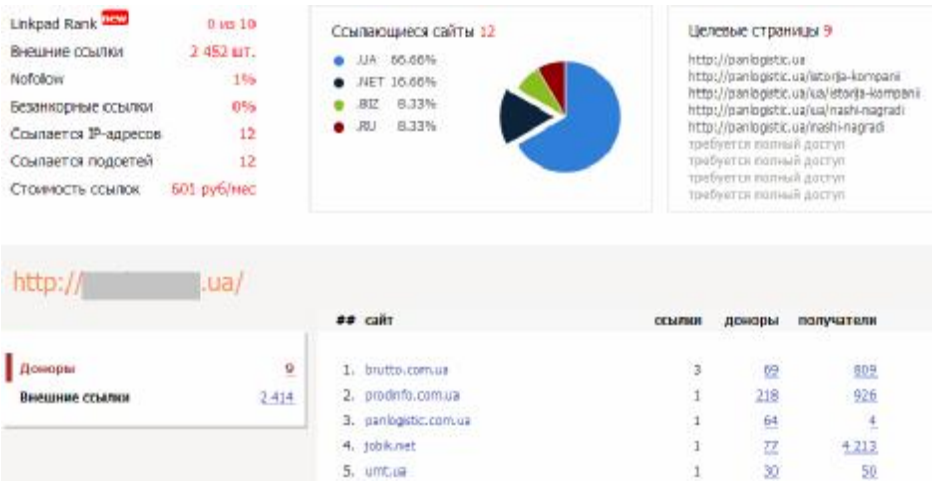 Linkpad Rank new 0 из 10
Внешние ссылки 2 452 шт.
Nofollow 1%
Безанкорные ссылки 0%
Ссылается IP-адресов 12
Ссылается подсетей 12
Стоимость ссылок 601 руб/мес
Ссылающиеся сайты 12
.UA 66.66%
.NET 16.66%
.BIZ 8.33%
.RU 8.33%
Целевые страницы 9
http://panlogistic.ua
http://panlogistic.ua/istorija-kompanii
http://panlogistic.ua/ua/istorija-kompanii
http://panlogistic.ua/ua/nashi-nagradi
http://panlogistic.ua/nashi-nagradi
требуется полный доступ
требуется полный доступ
требуется полный доступ
требуется полный доступ
http:// .ua/
Доноры 9
Внешние ссылки 2 414
## сайт ссылки доноры получатели
1. brutto.com.ua 3 69 809
2. prodinfo.com.ua 1 218 926
3. panlogistic.com.ua 1 64 4
4. jobik.net 1 77 4 213
5. umt.ua 1 30 50